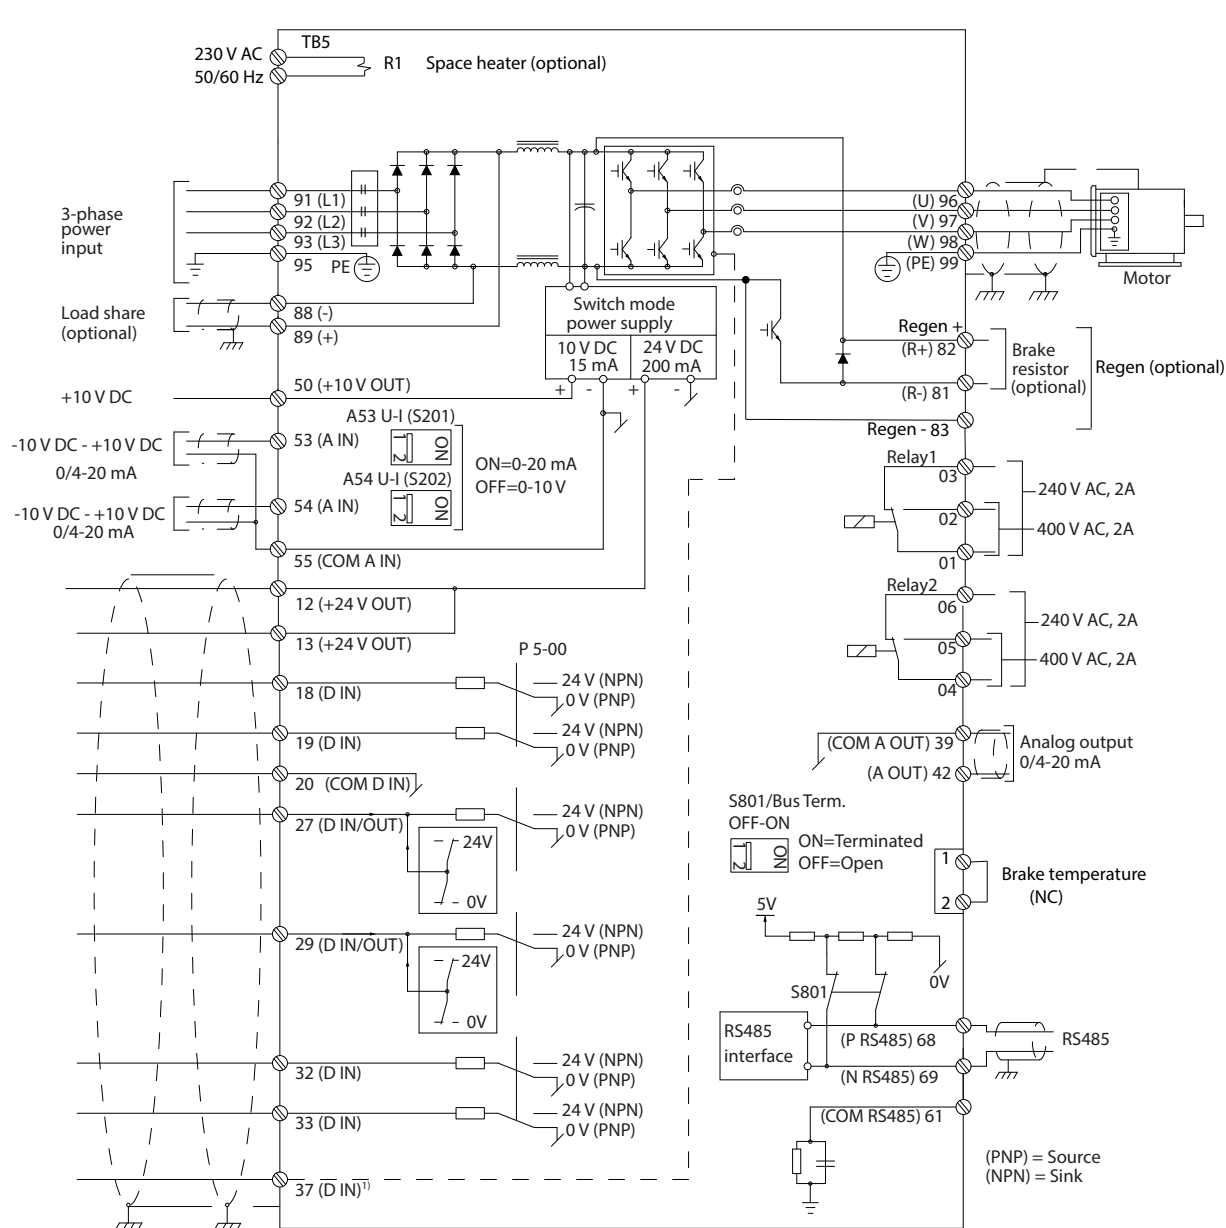 TB5
230 V AC
50/60 Hz
R1
Space heater (optional)
3-phase
power
input
91 (L1)
92 (L2)
93 (L3)
95
PE
(U) 96
(V) 97
(W) 98
(PE) 99
Motor
Load share
(optional)
88 (-)
89 (+)
Switch mode
power supply
10 V DC
15 mA
24 V DC
200 mA
+
-
+
-
Regen +
(R+) 82
Brake
resistor
(optional)
Regen (optional)
(R-) 81
Regen - 83
+10 V DC
50 (+10 V OUT)
A53 U-I (S201)
1 2
ON
-10 V DC - +10 V DC
0/4-20 mA
53 (A IN)
ON=0-20 mA
OFF=0-10 V
A54 U-I (S202)
1 2
ON
-10 V DC - +10 V DC
0/4-20 mA
54 (A IN)
55 (COM A IN)
Relay1
03
240 V AC, 2A
02
400 V AC, 2A
01
12 (+24 V OUT)
13 (+24 V OUT)
Relay2
06
240 V AC, 2A
05
400 V AC, 2A
04
P 5-00
18 (D IN)
24 V (NPN)
0 V (PNP)
19 (D IN)
24 V (NPN)
0 V (PNP)
20 (COM D IN)
27 (D IN/OUT)
24 V (NPN)
0 V (PNP)
24V
0V
29 (D IN/OUT)
24 V (NPN)
0 V (PNP)
24V
0V
32 (D IN)
24 V (NPN)
0 V (PNP)
33 (D IN)
24 V (NPN)
0 V (PNP)
37 (D IN)1)
(COM A OUT) 39
(A OUT) 42
Analog output
0/4-20 mA
S801/Bus Term.
OFF-ON
1 2
ON
ON=Terminated
OFF=Open
1
2
Brake temperature
(NC)
5V
0V
S801
RS485
interface
(P RS485) 68
(N RS485) 69
RS485
(COM RS485) 61
(PNP) = Source
(NPN) = Sink